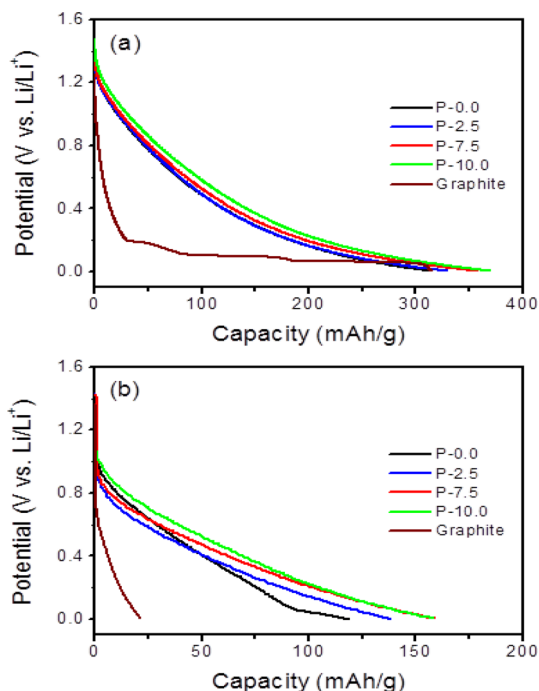 (a)
1.6
1.2
0.8
0.4
0.0
Potential (V vs. Li/Li⁺)
P-0.0
P-2.5
P-7.5
P-10.0
Graphite
0 100 200 300 400
Capacity (mAh/g)
(b)
1.6
1.2
0.8
0.4
0.0
Potential (V vs. Li/Li⁺)
P-0.0
P-2.5
P-7.5
P-10.0
Graphite
0 50 100 150 200
Capacity (mAh/g)